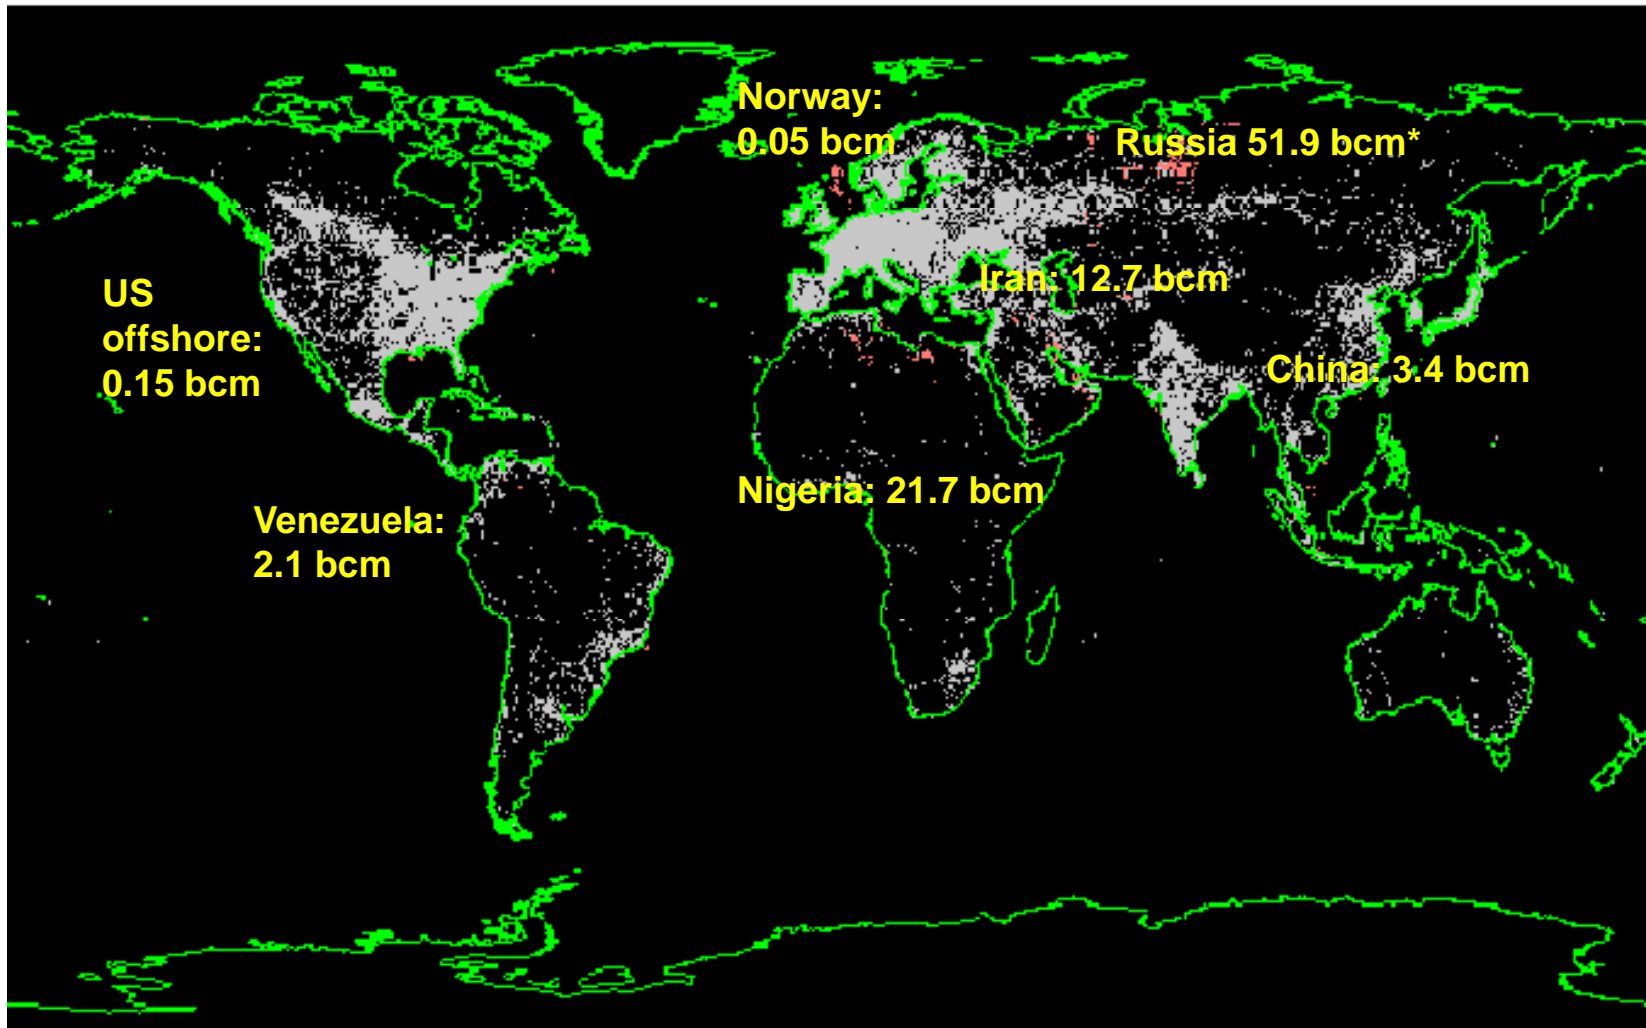 Norway:
0.05 bcm
Russia 51.9 bcm*
US
offshore:
0.15 bcm
Iran: 12.7 bcm
China: 3.4 bcm
Nigeria: 21.7 bcm
Venezuela:
2.1 bcm